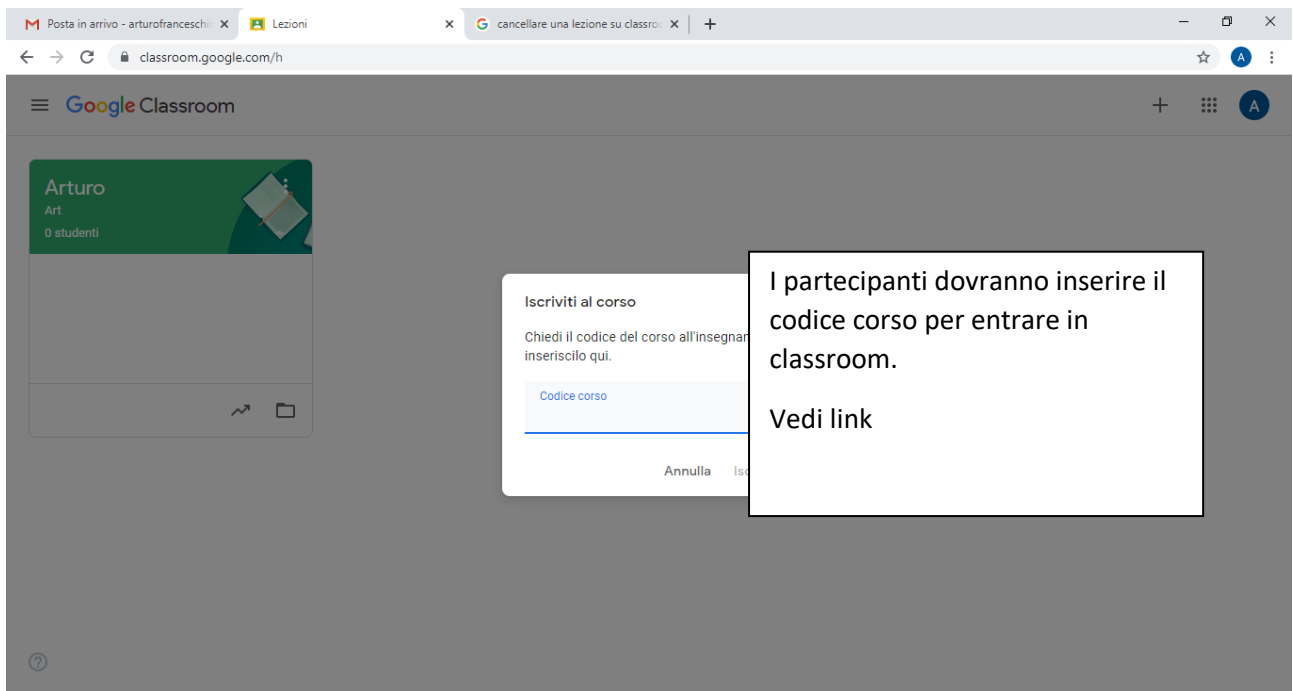 Posta in arrivo - arturofranceschi
Lezioni
cancellare una lezione su classroo
classroom.google.com/h
A
Google Classroom
A
Arturo
Art
0 studenti
Iscriviti al corso
Chiedi il codice del corso all'insegnan
inseriscilo qui.
Codice corso
Annulla Isc
I partecipanti dovranno inserire il
codice corso per entrare in
classroom.
Vedi link